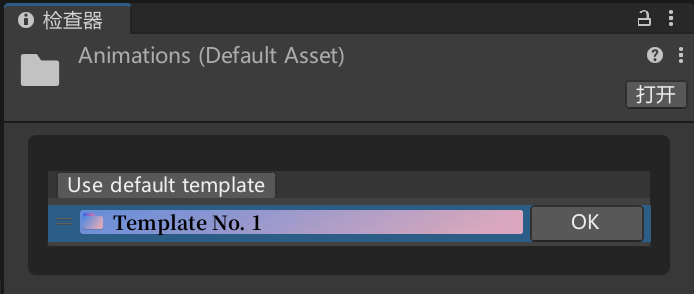 检查器
Animations (Default Asset)
打开
Use default template
Template No. 1
OK